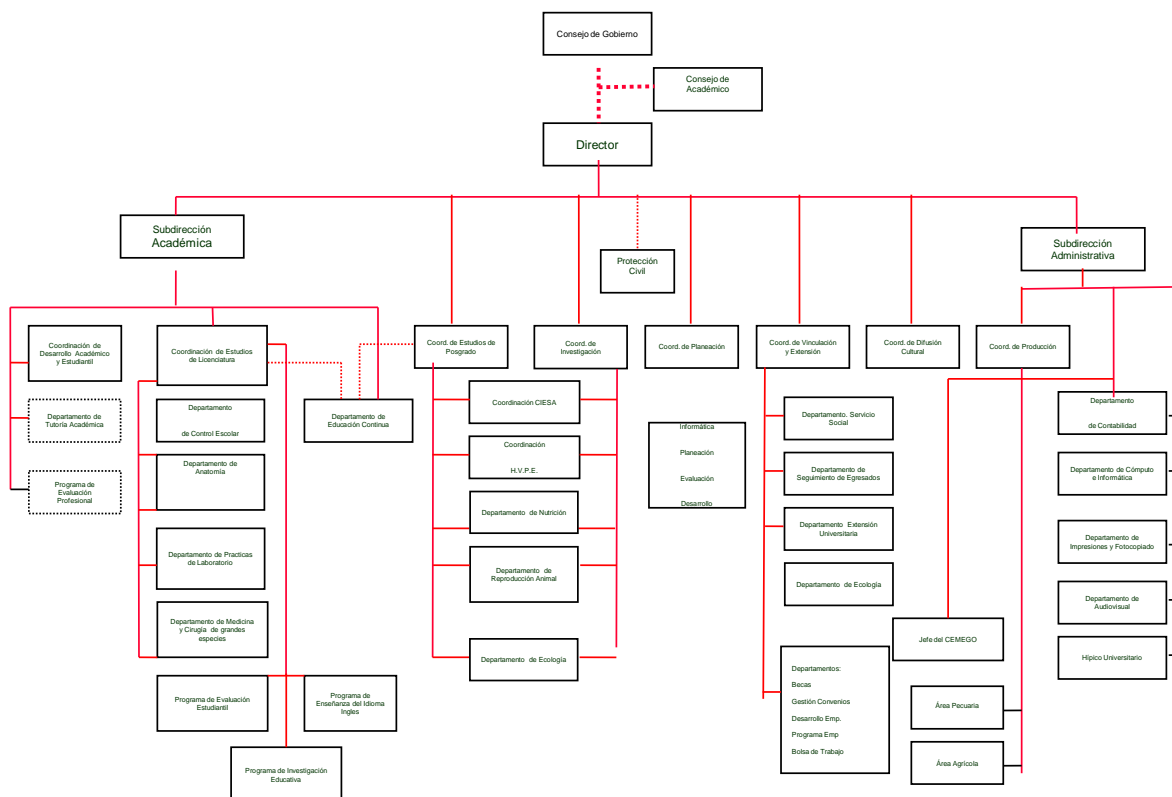 Consejo de Gobierno
Consejo de
Académico
Director
Subdirección
Académica
Protección
Civil
Subdirección
Administrativa
Coordinación de
Desarrollo Académico
y Estudiantil
Coordinación de Estudios
de Licenciatura
Coord. de Estudios de
Posgrado
Coord. de
Investigación
Coord. de Planeación
Coord. de Vinculación
y Extensión
Coord. de Difusión
Cultural
Coord. de Producción
Departamento de
Tutoría Académica
Departamento
de Control Escolar
Departamento de
Educación Continua
Coordinación CIESA
Informática
Planeación
Evaluación
Desarrollo
Departamento. Servicio
Social
Departamento
de Contabilidad
Programa de
Evaluación
Profesional
Departamento de
Anatomía
Coordinación
H.V.P.E.
Departamento de
Seguimiento de Egresados
Departamento de Cómputo
e Informática
Departamento de Practicas
de Laboratorio
Departamento de Nutrición
Departamento Extensión
Universitaria
Departamento de
Impresiones y Fotocopiado
Departamento de
Reproducción Animal
Departamento de Ecología
Departamento de
Audiovisual
Departamento de Medicina
y Cirugía de grandes
especies
Departamento de Ecología
Jefe del CEMEGO
Hípico Universitario
Programa de Evaluación
Estudiantil
Programa de
Enseñanza del Idioma
Ingles
Departamentos:
Becas
Gestión Convenios
Desarrollo Emp.
Programa Emp
Bolsa de Trabajo
Área Pecuaria
Programa de Investigación
Educativa
Área Agrícola